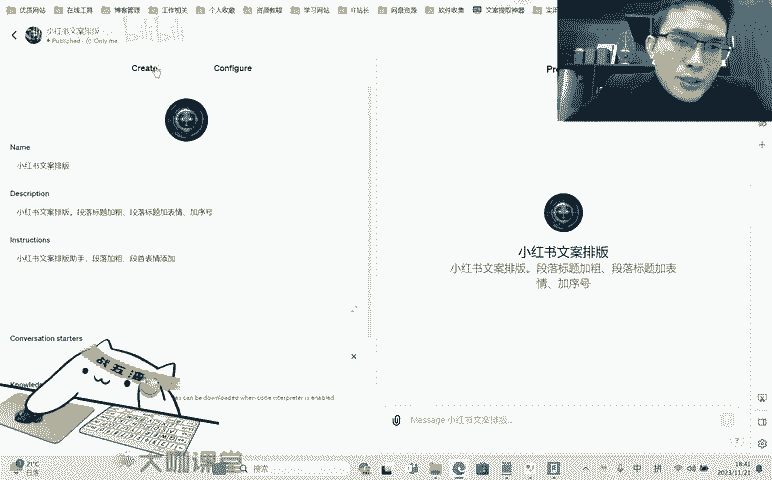 优质网站 在线工具 博客管理 工作相关 个人收藏 资源教程 学习网站 IT站长 网盘资源 软件收集 文案提取神器
小红书文案排版
Published · Only me
bilibili
Create
Configure
Name
小红书文案排版
Description
小红书文案排版。段落标题加粗、段落标题加表情、加序号
Instructions
小红书文案排版助手，段落加粗，段首表情添加
Conversation starters
小红书文案排版
小红书文案排版。段落标题加粗、段落标题加表
情、加序号
can be downloaded when code interpreter is enabled
Message 小红书文案排版...
?
大咖课堂
21°C
搜索
中
拼
18:41
2023/11/21